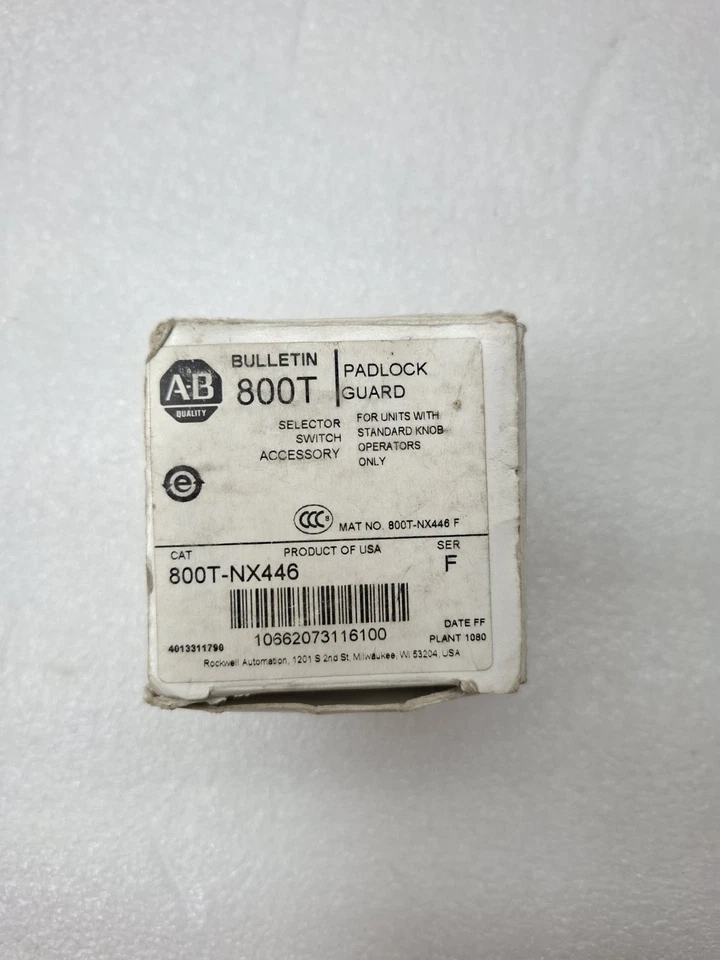 AB
QUALITY
BULLETIN
800T
PADLOCK
GUARD
SELECTOR
SWITCH
ACCESSORY
FOR UNITS WITH
STANDARD KNOB
OPERATORS
ONLY
e
CCC S
MAT NO. 800T-NX446 F
CAT
PRODUCT OF USA
SER
800T-NX446
F
10662073116100
DATE FF
PLANT 1080
4013311790
Rockwell Automation, 1201 S 2nd St, Milwaukee, WI 53204, USA